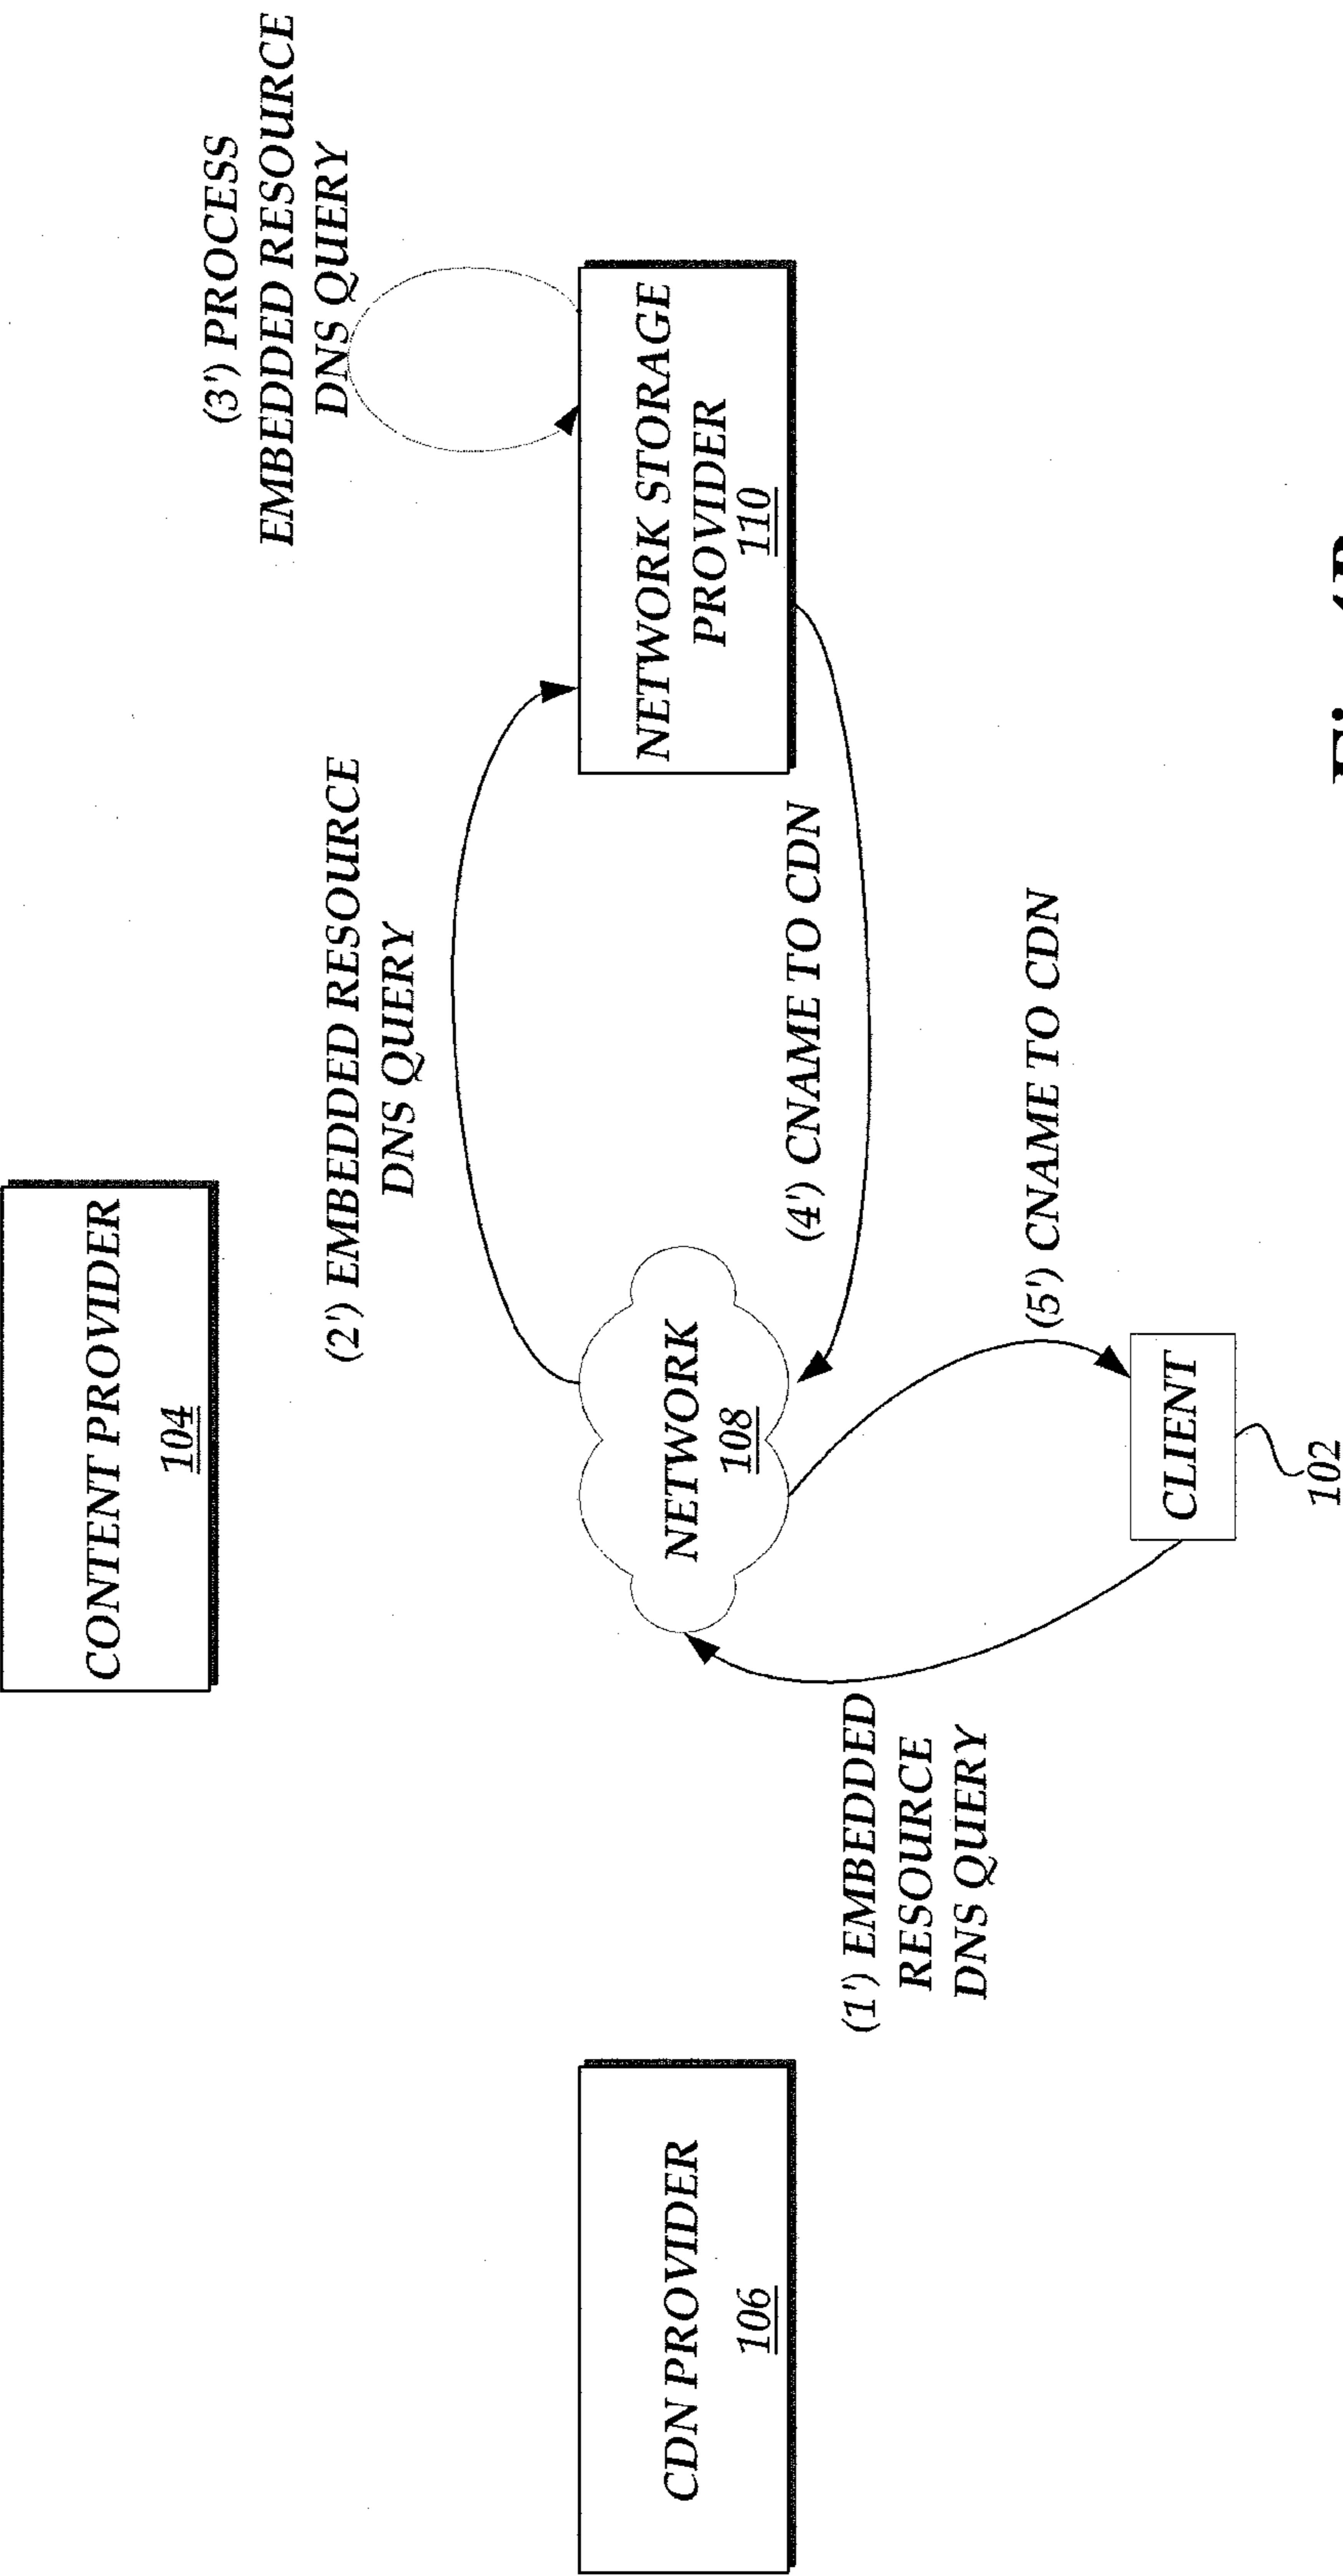 CONTENT PROVIDER
104
(3') PROCESS
EMBEDDED RESOURCE
DNS QUERY
(2') EMBEDDED RESOURCE
DNS QUERY
CDN PROVIDER
106
NETWORK
108
NETWORK STORAGE
PROVIDER
110
(4') CNAME TO CDN
(1') EMBEDDED
RESOURCE
DNS QUERY
(5') CNAME TO CDN
CLIENT
102